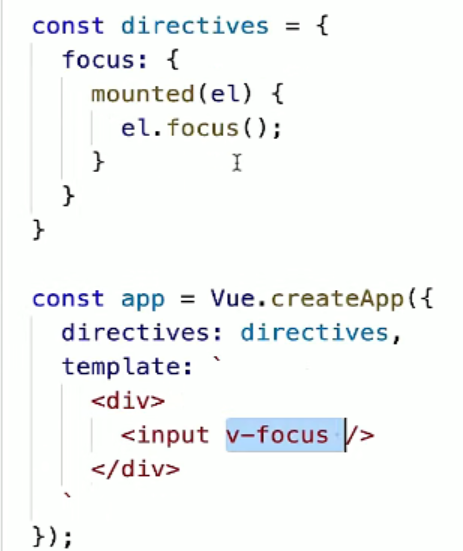 const directives = {
  focus: {
    mounted(el) {
      el.focus();
    }
  }
}

const app = Vue.createApp({
  directives: directives,
  template: `
    <div>
      <input v-focus />
    </div>
  `
});